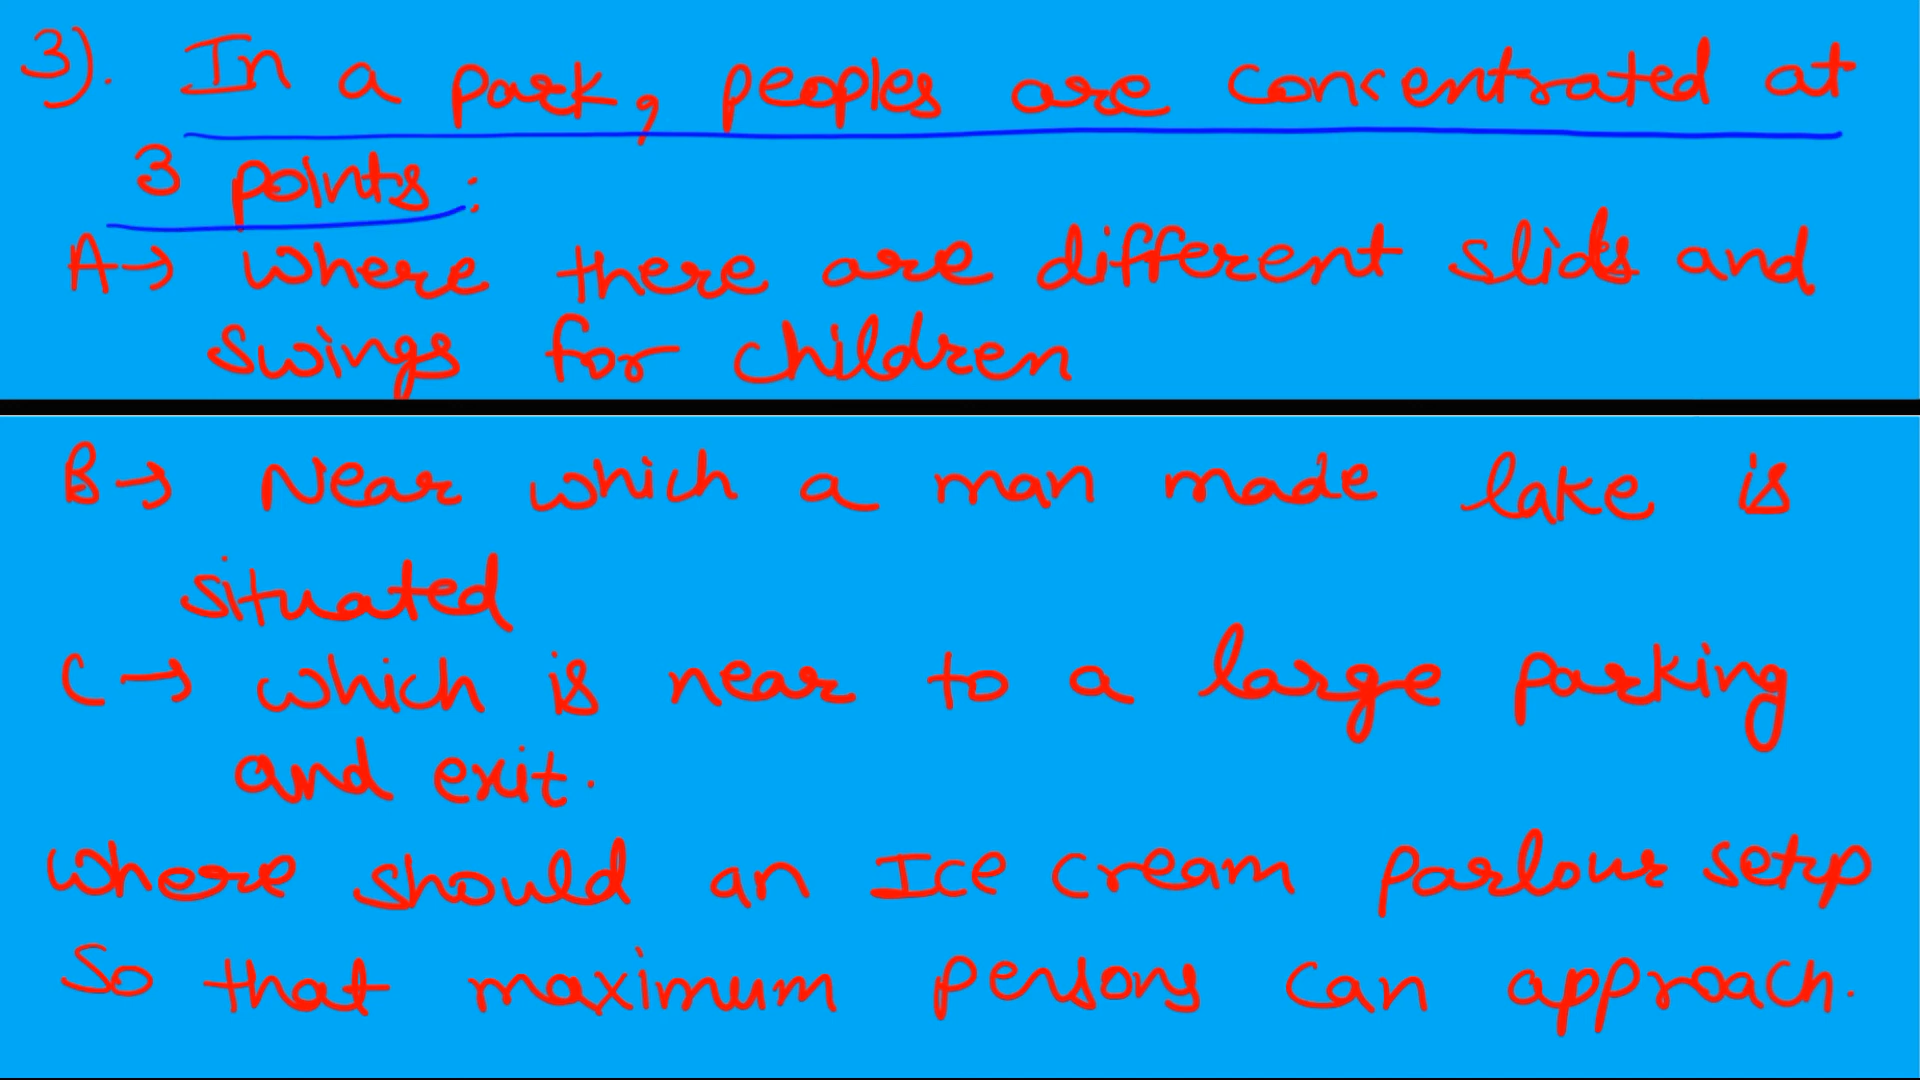 3). In a park, peoples are concentrated at
3 points:
A→ Where there are different slids and
swings for children
B→ Near which a man made lake is
situated
C→ which is near to a large parking
and exit.
Where should an Ice cream parlour setup
So that maximum persons can approach.